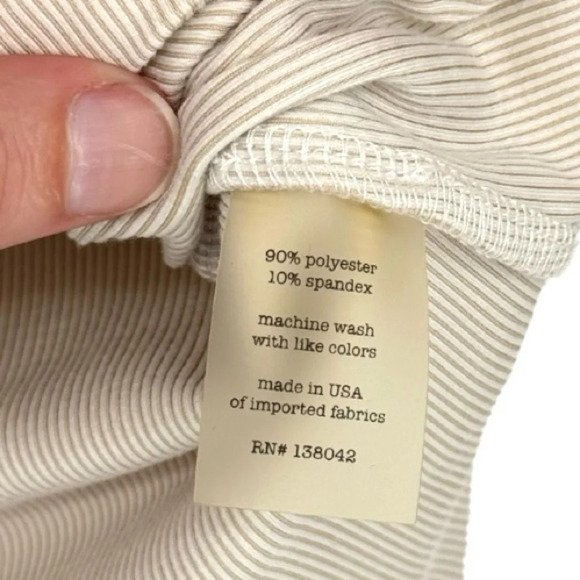 90% polyester
10% spandex
machine wash
with like colors
made in USA
of imported fabrics
RN# 138042